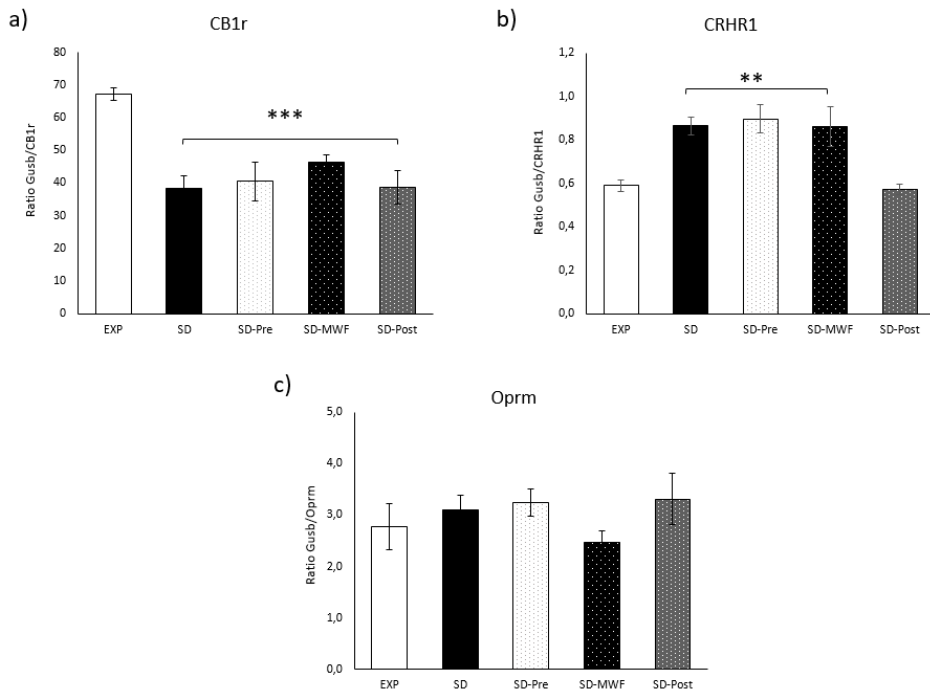 a)
CB1r
Ratio Gusb/CB1r
80
70
60
50
40
30
20
10
0
***
EXP SD SD-Pre SD-MWF SD-Post
b)
CRHR1
Ratio Gusb/CRHR1
1,2
1,0
0,8
0,6
0,4
0,2
0,0
**
EXP SD SD-Pre SD-MWF SD-Post
c)
Oprm
Ratio Gusb/Oprm
5,0
4,0
3,0
2,0
1,0
0,0
EXP SD SD-Pre SD-MWF SD-Post